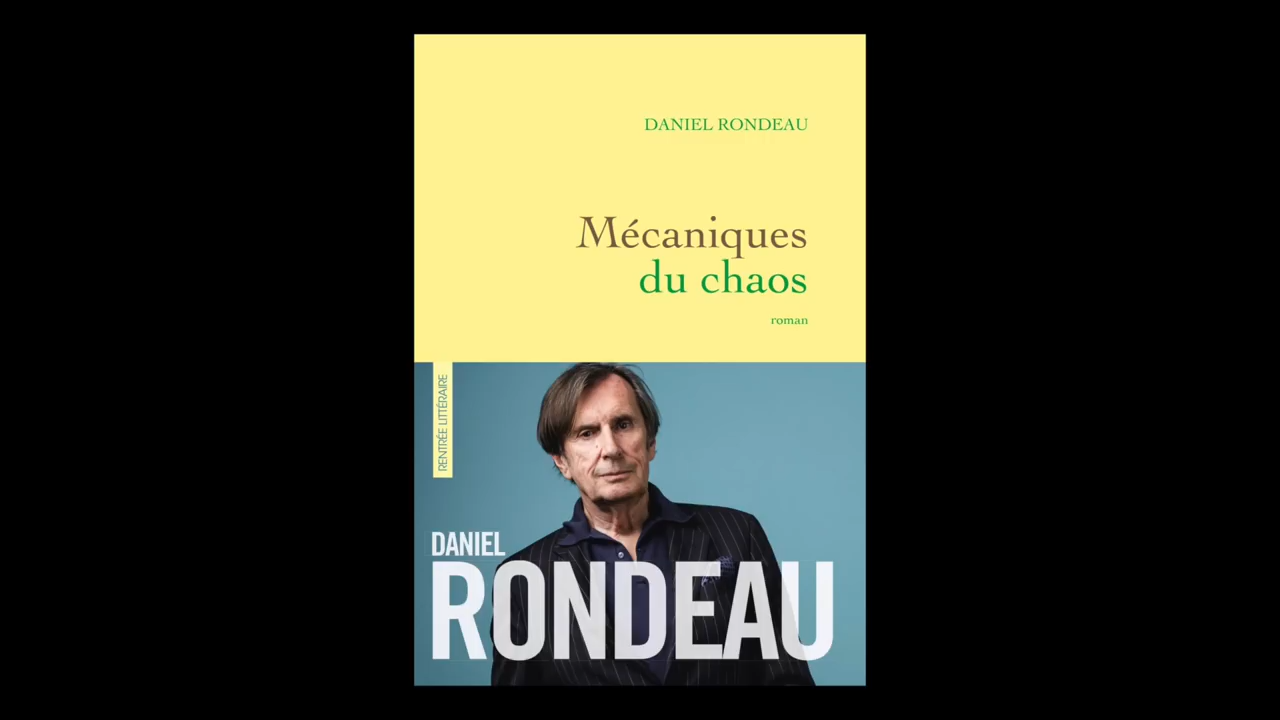 DANIEL RONDEAU
Mécaniques
du chaos
roman
RENTRÉE LITTÉRAIRE
DANIEL
RONDEAU